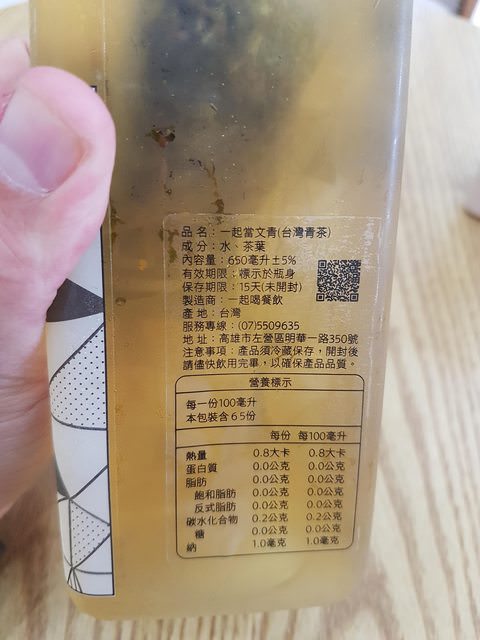 品 名：一起當文青(台灣青茶)
成 分：水、茶葉
內容量：650毫升±5%
有效期限：標示於瓶身
保存期限：15天(未開封)
製造商：一起喝餐飲
產 地：台灣
服務專線：(07)5509635
地 址：高雄市左營區明華一路350號
注意事項：產品須冷藏保存，開封後
請儘快飲用完畢，以確保產品品質。
營養標示
每一份100毫升
本包裝含 6.5份
每份 每100毫升
熱量 0.8大卡 0.8大卡
蛋白質 0.0公克 0.0公克
脂肪 0.0公克 0.0公克
飽和脂肪 0.0公克 0.0公克
反式脂肪 0.0公克 0.0公克
碳水化合物 0.2公克 0.2公克
糖 0.0公克 0.0公克
鈉 1.0毫克 1.0毫克